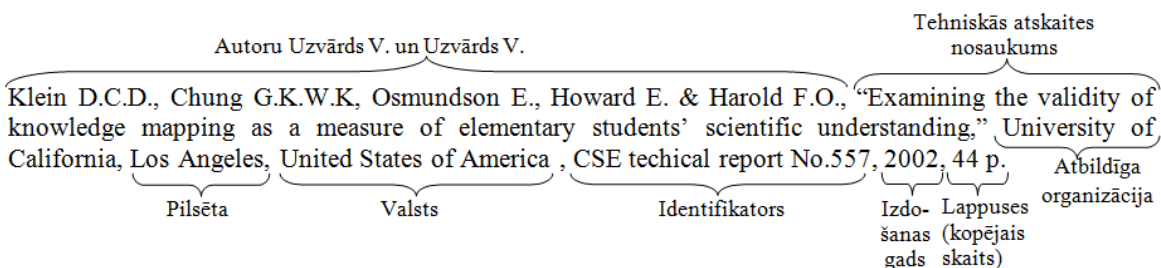 Tehniskās atskaites
Autoru Uzvārds V. un Uzvārds V.
nosaukums
Klein D.C.D., Chung G.K.W.K, Osmundson E., Howard E. & Harold F.O., “Examining the validity of
knowledge mapping as a measure of elementary students’ scientific understanding,” University of
California, Los Angeles, United States of America , CSE techical report No.557, 2002, 44 p.
Atbildīga
organizācija
Pilsēta
Valsts
Identifikators
Izdo-
šanas
gads
Lappuses
(kopējais
skaits)